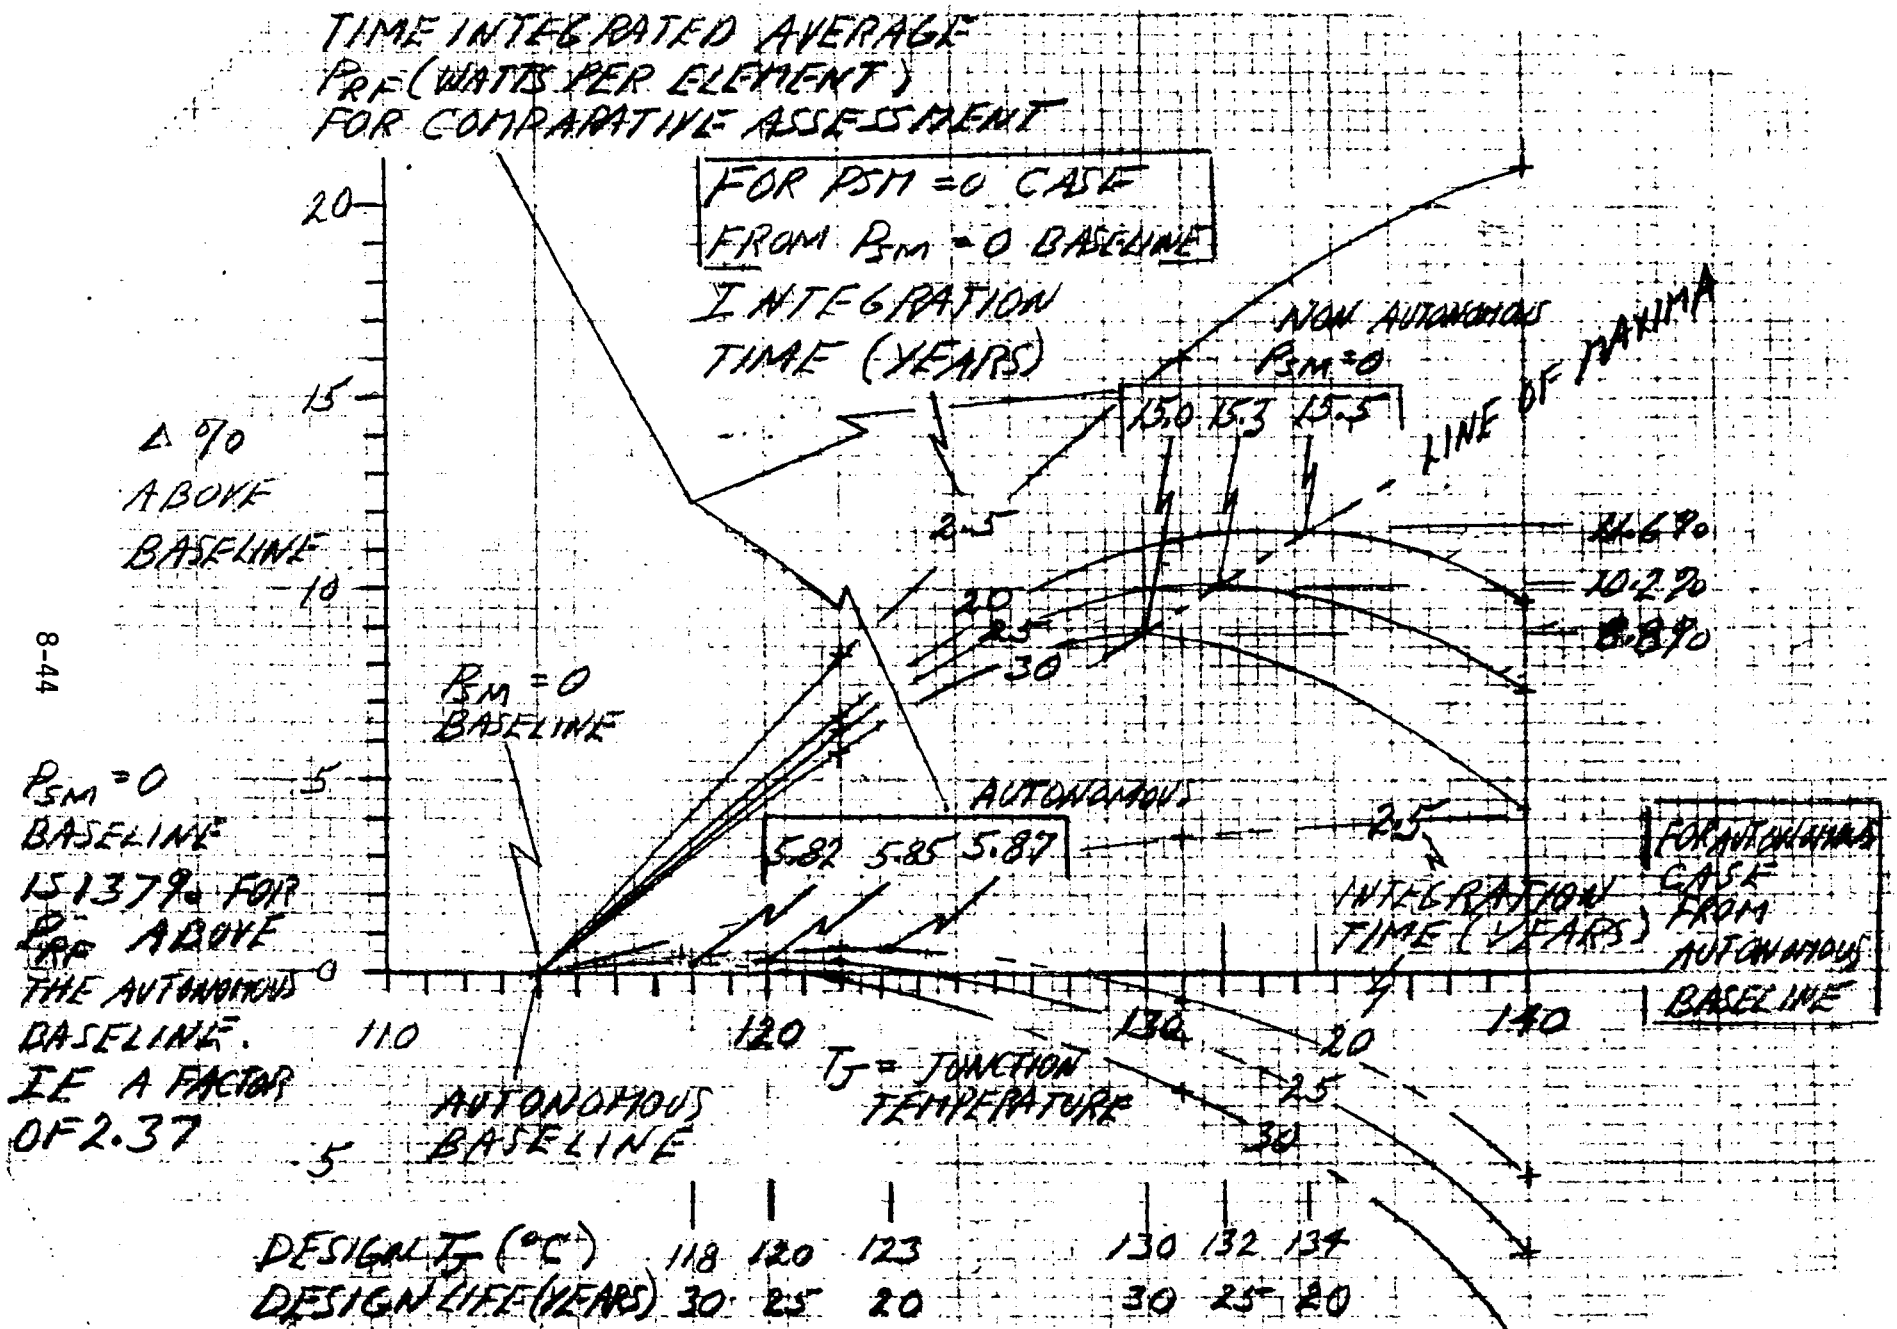 TIME INTEGRATED AVERAGE
PRF (WATTS PER ELEMENT)
FOR COMPARATIVE ASSESSMENT
FOR PSM = 0 CASE
FROM PSM = 0 BASELINE
INTEGRATION
TIME (YEARS)
NON AUTONOMOUS
PSM = 0
15.0 15.3 15.5
LINE OF MAXIMA
20
15
10
5
0
-5
Δ %
ABOVE
BASELINE
2.5
20
25
30
11.6%
10.2%
8.8%
8-44
PSM = 0
BASELINE
PSM = 0
BASELINE
IS 137% FOR
PRF ABOVE
THE AUTONOMOUS
BASELINE.
IE A FACTOR
OF 2.37
AUTONOMOUS
5.82 5.85 5.87
2.5
INTEGRATION
TIME (YEARS)
FOR AUTONOMOUS
CASE
FROM
AUTONOMOUS
BASELINE
110 120 130 140
TJ = JUNCTION
TEMPERATURE
20
25
30
AUTONOMOUS
BASELINE
DESIGN TJ (°C) 118 120 123 130 132 134
DESIGN LIFE (YEARS) 30 25 20 30 25 20